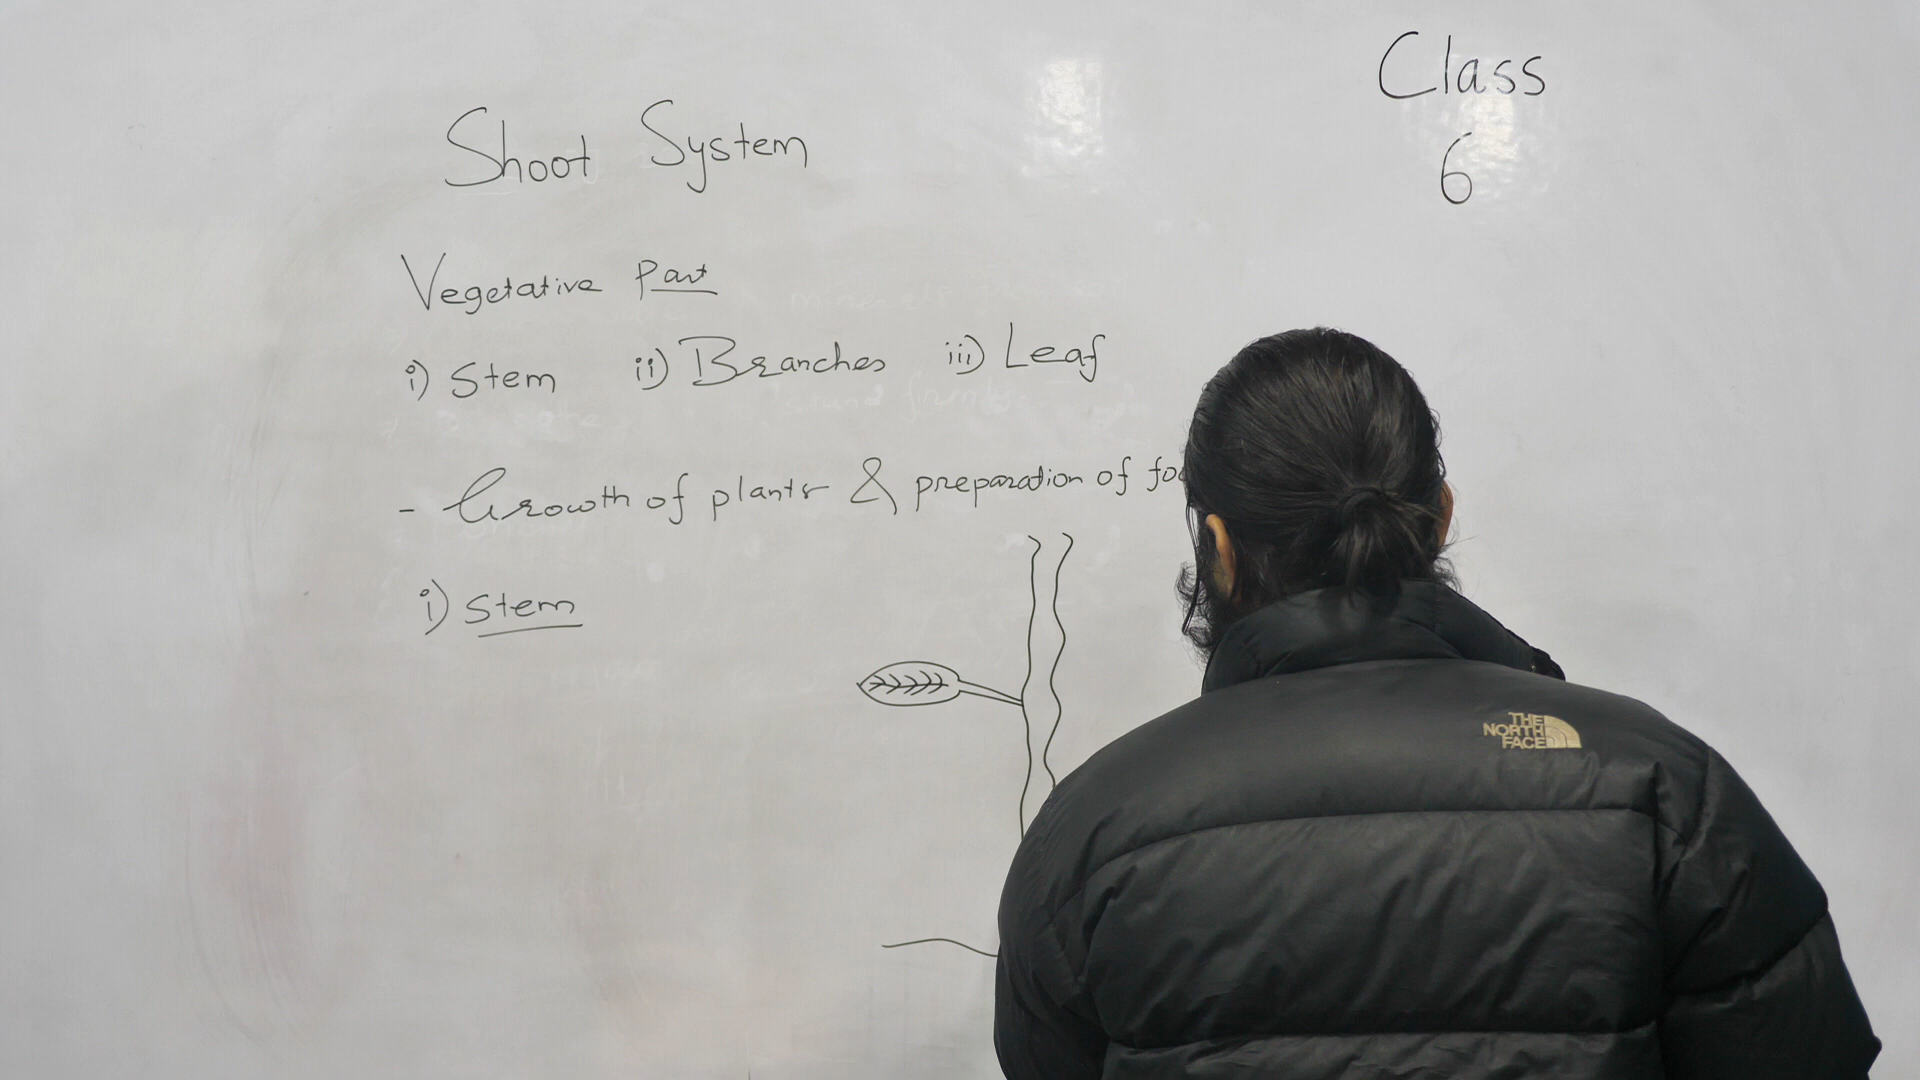 Class
6
Shoot System
Vegetative Part
i) Stem ii) Branches iii) Leaf
- Growth of plants & preparation of
i) Stem
THE
NORTH
FACE